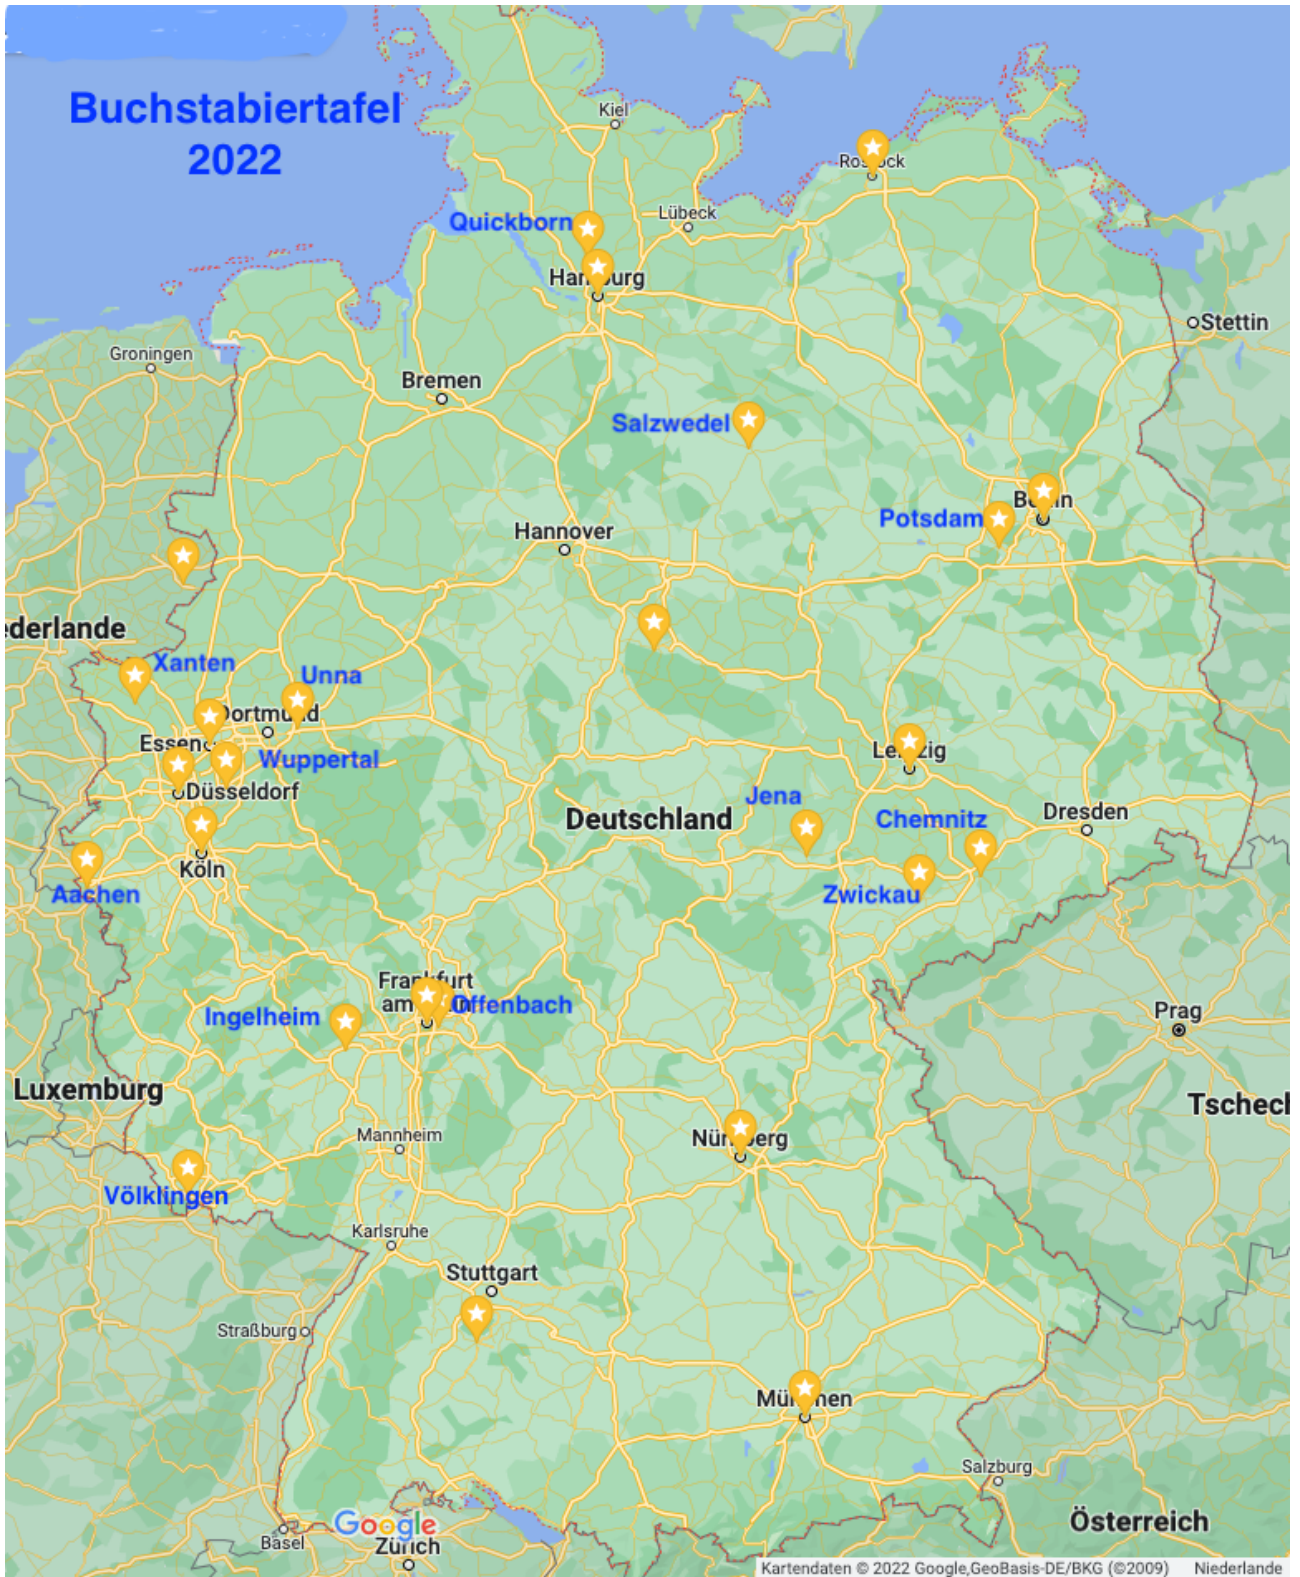 Buchstabiertafel
2022
Kiel
Rostock
Quickborn
Lübeck
Hamburg
Stettin
Groningen
Bremen
Salzwedel
Berlin
Potsdam
Hannover
ederlande
Xanten
Unna
Dortmund
Essen
Wuppertal
Düsseldorf
Leipzig
Jena
Deutschland
Chemnitz
Dresden
Köln
Aachen
Zwickau
Frankfurt
am Main
Offenbach
Ingelheim
Prag
Luxemburg
Tschech
Mannheim
Nürnberg
Völklingen
Karlsruhe
Stuttgart
Straßburg
München
Salzburg
Google
Österreich
Basel
Zürich
Kartendaten © 2022 Google,GeoBasis-DE/BKG (©2009) Niederlande